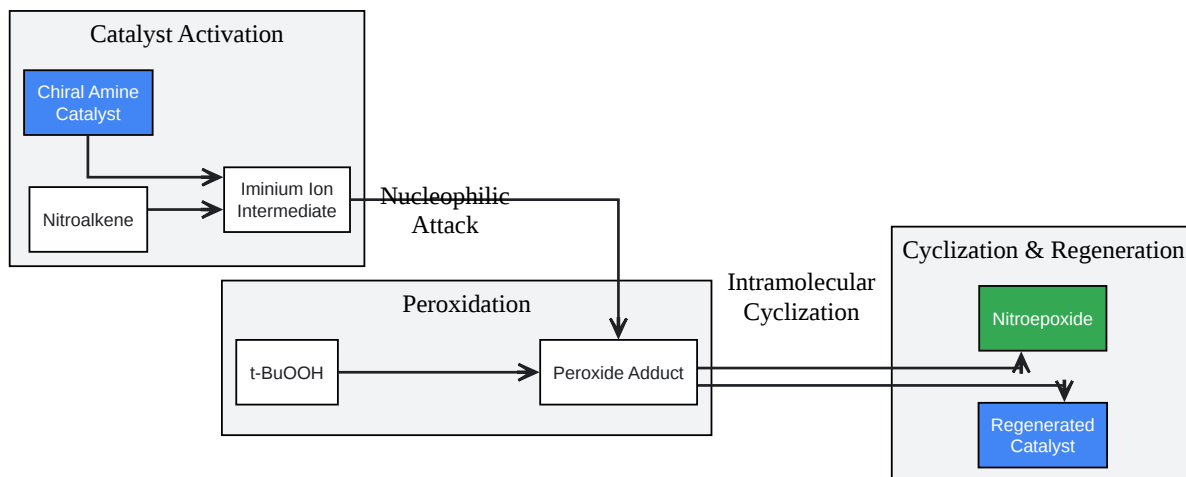 Catalyst Activation
Chiral Amine
Catalyst
Nitroalkene
Iminium Ion
Intermediate
Nucleophilic
Attack
Peroxidation
t-BuOOH
Peroxide Adduct
Intramolecular
Cyclization
Cyclization & Regeneration
Nitroepoxide
Regenerated
Catalyst